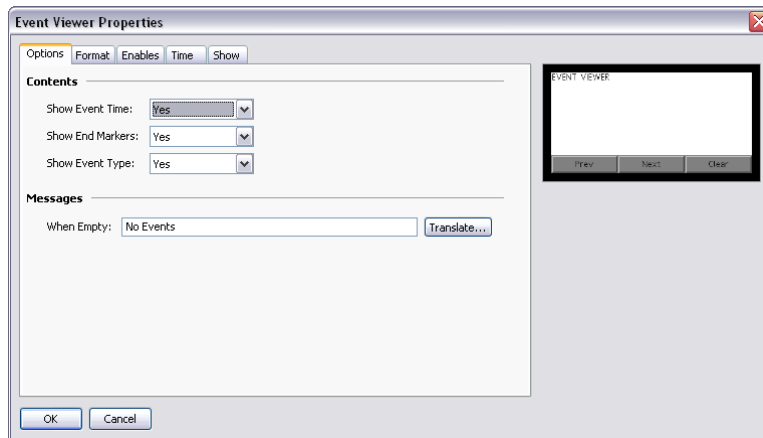 Event Viewer Properties
Options Format Enables Time Show
Contents
Show Event Time: Yes
Show End Markers: Yes
Show Event Type: Yes
Messages
When Empty: No Events Translate...
OK Cancel
EVENT VIEWER
Prev Next Clear